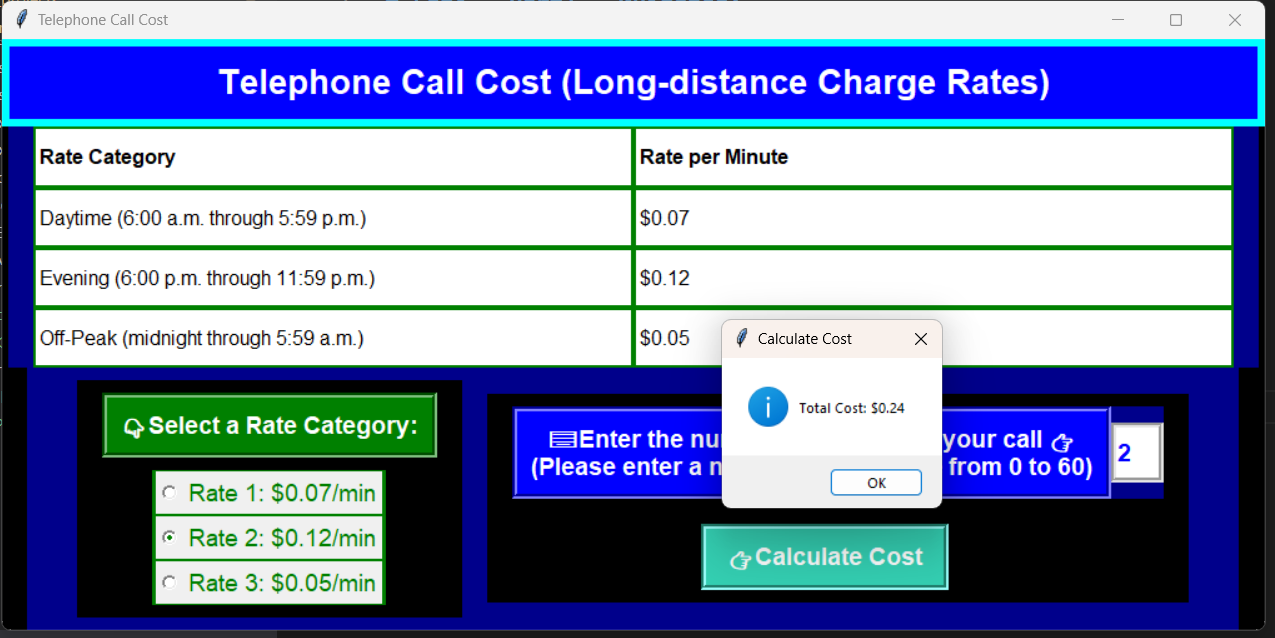 Telephone Call Cost
Telephone Call Cost (Long-distance Charge Rates)
Rate Category Rate per Minute
Daytime (6:00 a.m. through 5:59 p.m.) $0.07
Evening (6:00 p.m. through 11:59 p.m.) $0.12
Off-Peak (midnight through 5:59 a.m.) $0.05
Calculate Cost
Total Cost: $0.24
OK
Select a Rate Category:
Rate 1: $0.07/min
Rate 2: $0.12/min
Rate 3: $0.05/min
Enter the your call
(Please enter a from 0 to 60)
2
Calculate Cost